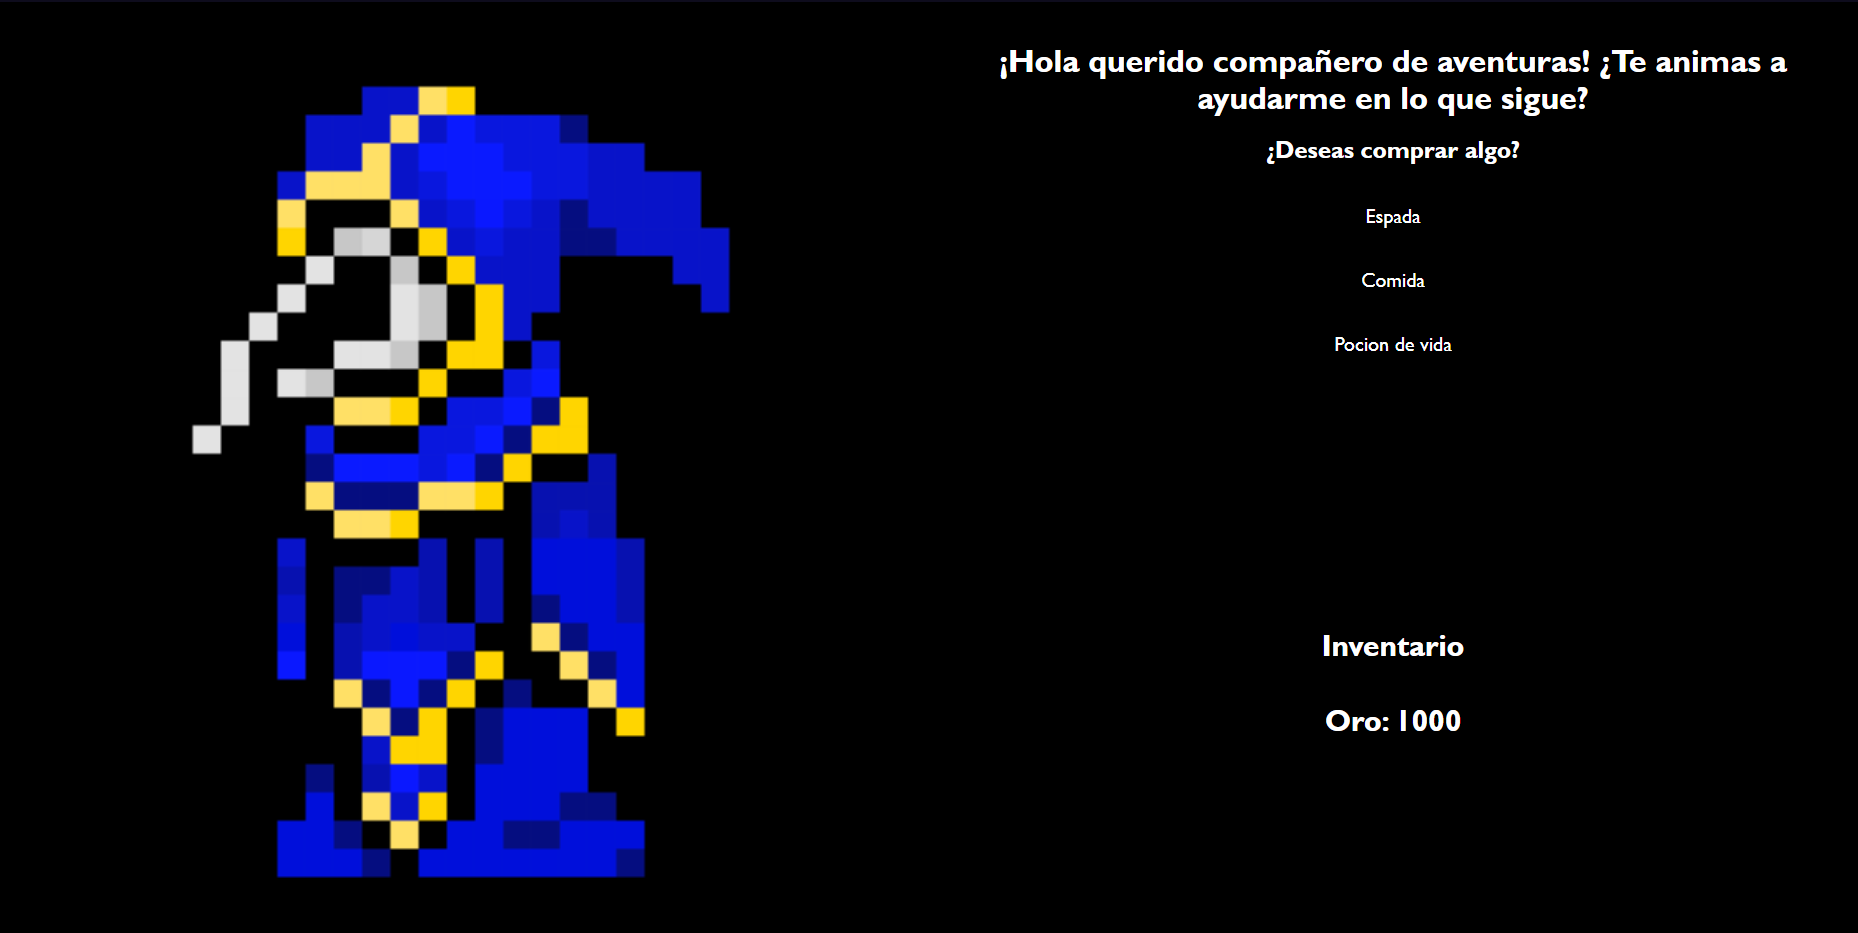 ¡Hola querido compañero de aventuras! ¿Te animas a
ayudarme en lo que sigue?
¿Deseas comprar algo?
Espada
Comida
Pocion de vida
Inventario
Oro: 1000